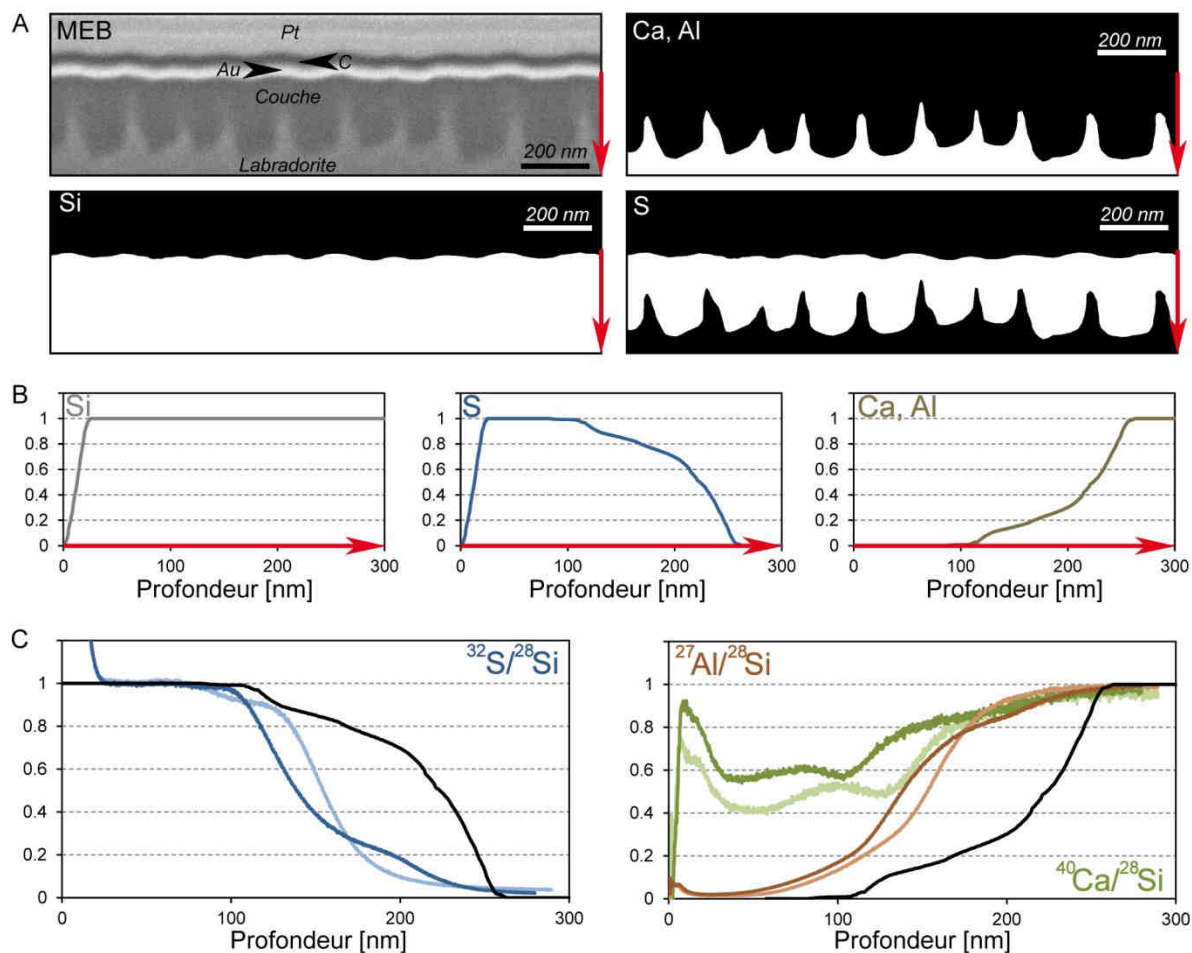 A
MEB
Pt
Au
C
Couche
Labradorite
200 nm
Ca, Al
200 nm
Si
200 nm
S
200 nm
B
Si
1
0.8
0.6
0.4
0.2
0
0 100 200 300
Profondeur [nm]
S
1
0.8
0.6
0.4
0.2
0
0 100 200 300
Profondeur [nm]
Ca, Al
1
0.8
0.6
0.4
0.2
0
0 100 200 300
Profondeur [nm]
C
³²S/²⁸Si
1
0.8
0.6
0.4
0.2
0
0 100 200 300
Profondeur [nm]
²⁷Al/²⁸Si
1
0.8
0.6
0.4
0.2
0
⁴⁰Ca/²⁸Si
0 100 200 300
Profondeur [nm]